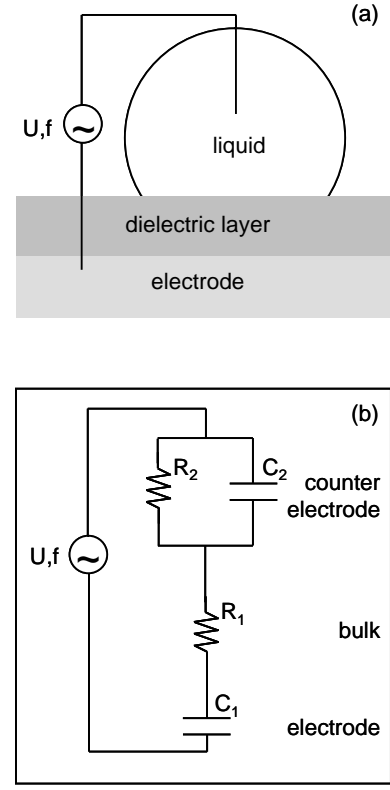 (a)
U,f
~
liquid
dielectric layer
electrode
(b)
R2
C2
counter
electrode
U,f
~
R1
bulk
C1
electrode